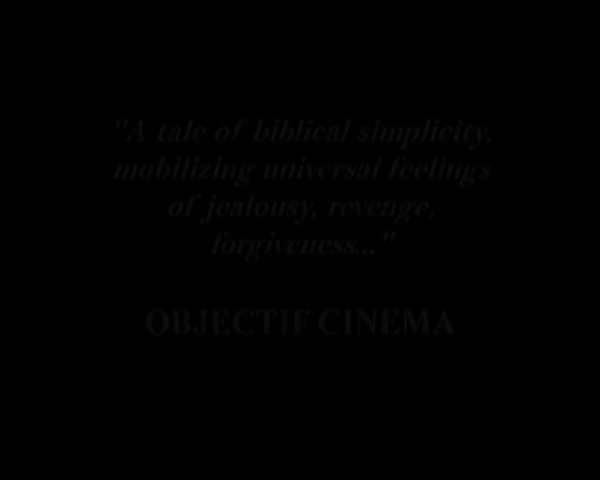 "A tale of biblical simplicity,
mobilizing universal feelings
of jealousy, revenge,
forgiveness..."
OBJECTIF CINEMA